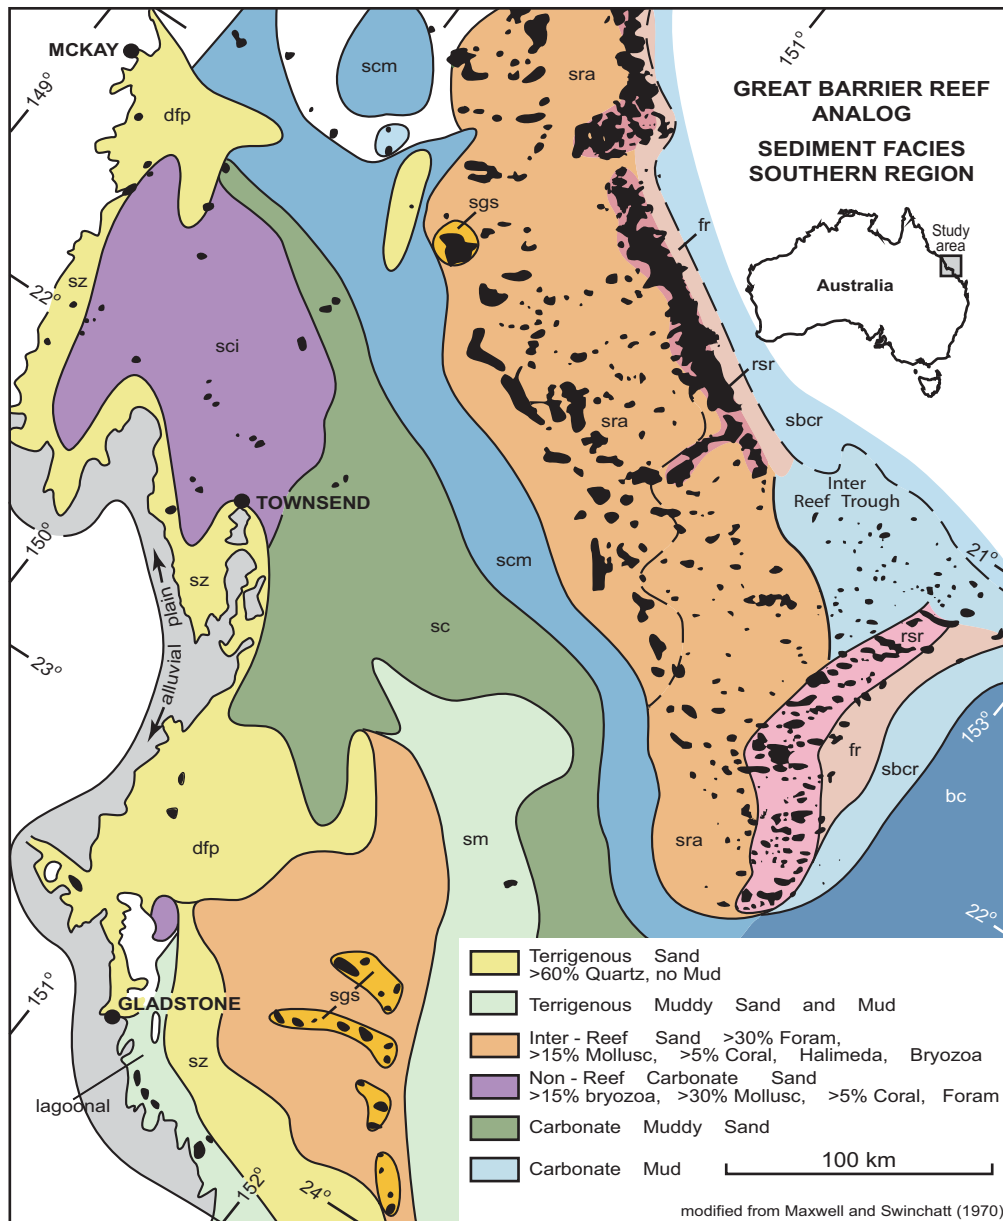 MCKAY
149°
dfp
scm
sra
151°
GREAT BARRIER REEF
ANALOG
SEDIMENT FACIES
SOUTHERN REGION
Study
area
Australia
sgs
fr
sz
22°
sci
rsr
sra
sbcr
Inter
Reef Trough
TOWNSEND
150°
21°
scm
sz
sc
alluvial plain
23°
rsr
153°
fr
sbcr
bc
dfp
sm
sra
22°
151°
GLADSTONE
sgs
sz
lagoonal
152°
24°
Terrigenous Sand
>60% Quartz, no Mud
Terrigenous Muddy Sand and Mud
Inter - Reef Sand >30% Foram,
>15% Mollusc, >5% Coral, Halimeda, Bryozoa
Non - Reef Carbonate Sand
>15% bryozoa, >30% Mollusc, >5% Coral, Foram
Carbonate Muddy Sand
Carbonate Mud
100 km
modified from Maxwell and Swinchatt (1970)